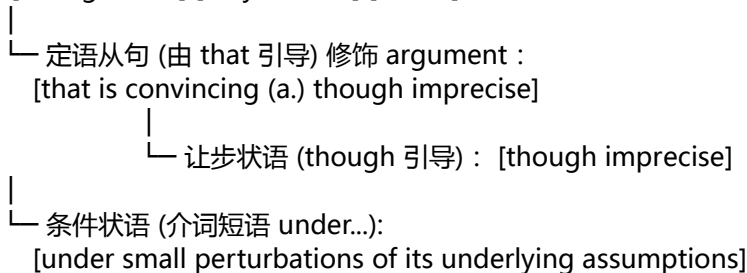 └─ 定语从句 (由 that 引导) 修饰 argument：
[that is convincing (a.) though imprecise]
└─ 让步状语 (though 引导)： [though imprecise]
└─ 条件状语 (介词短语 under...):
[under small perturbations of its underlying assumptions]